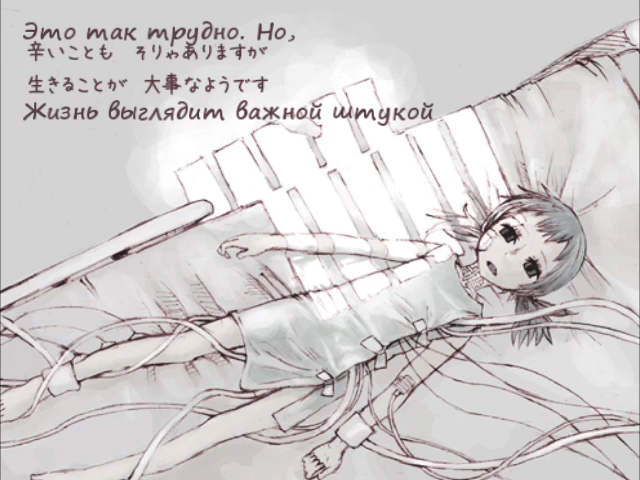 Это так трудно. Но,
辛いことも そりゃありますが
生きることが 大事なようです
Жизнь выглядит важной штукой